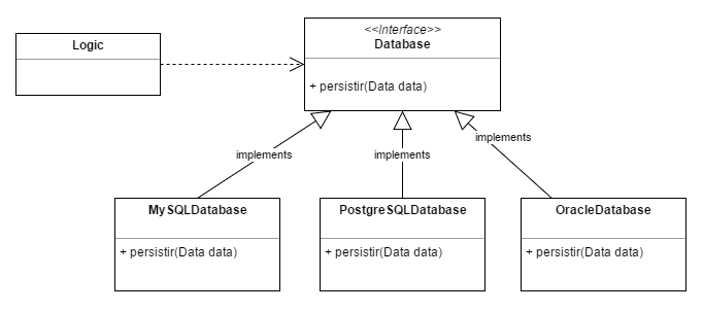 Logic
<<Interface>>
Database
+ persistir(Data data)
implements
implements
implements
MySQLDatabase
+ persistir(Data data)
PostgreSQLDatabase
+ persistir(Data data)
OracleDatabase
+ persistir(Data data)